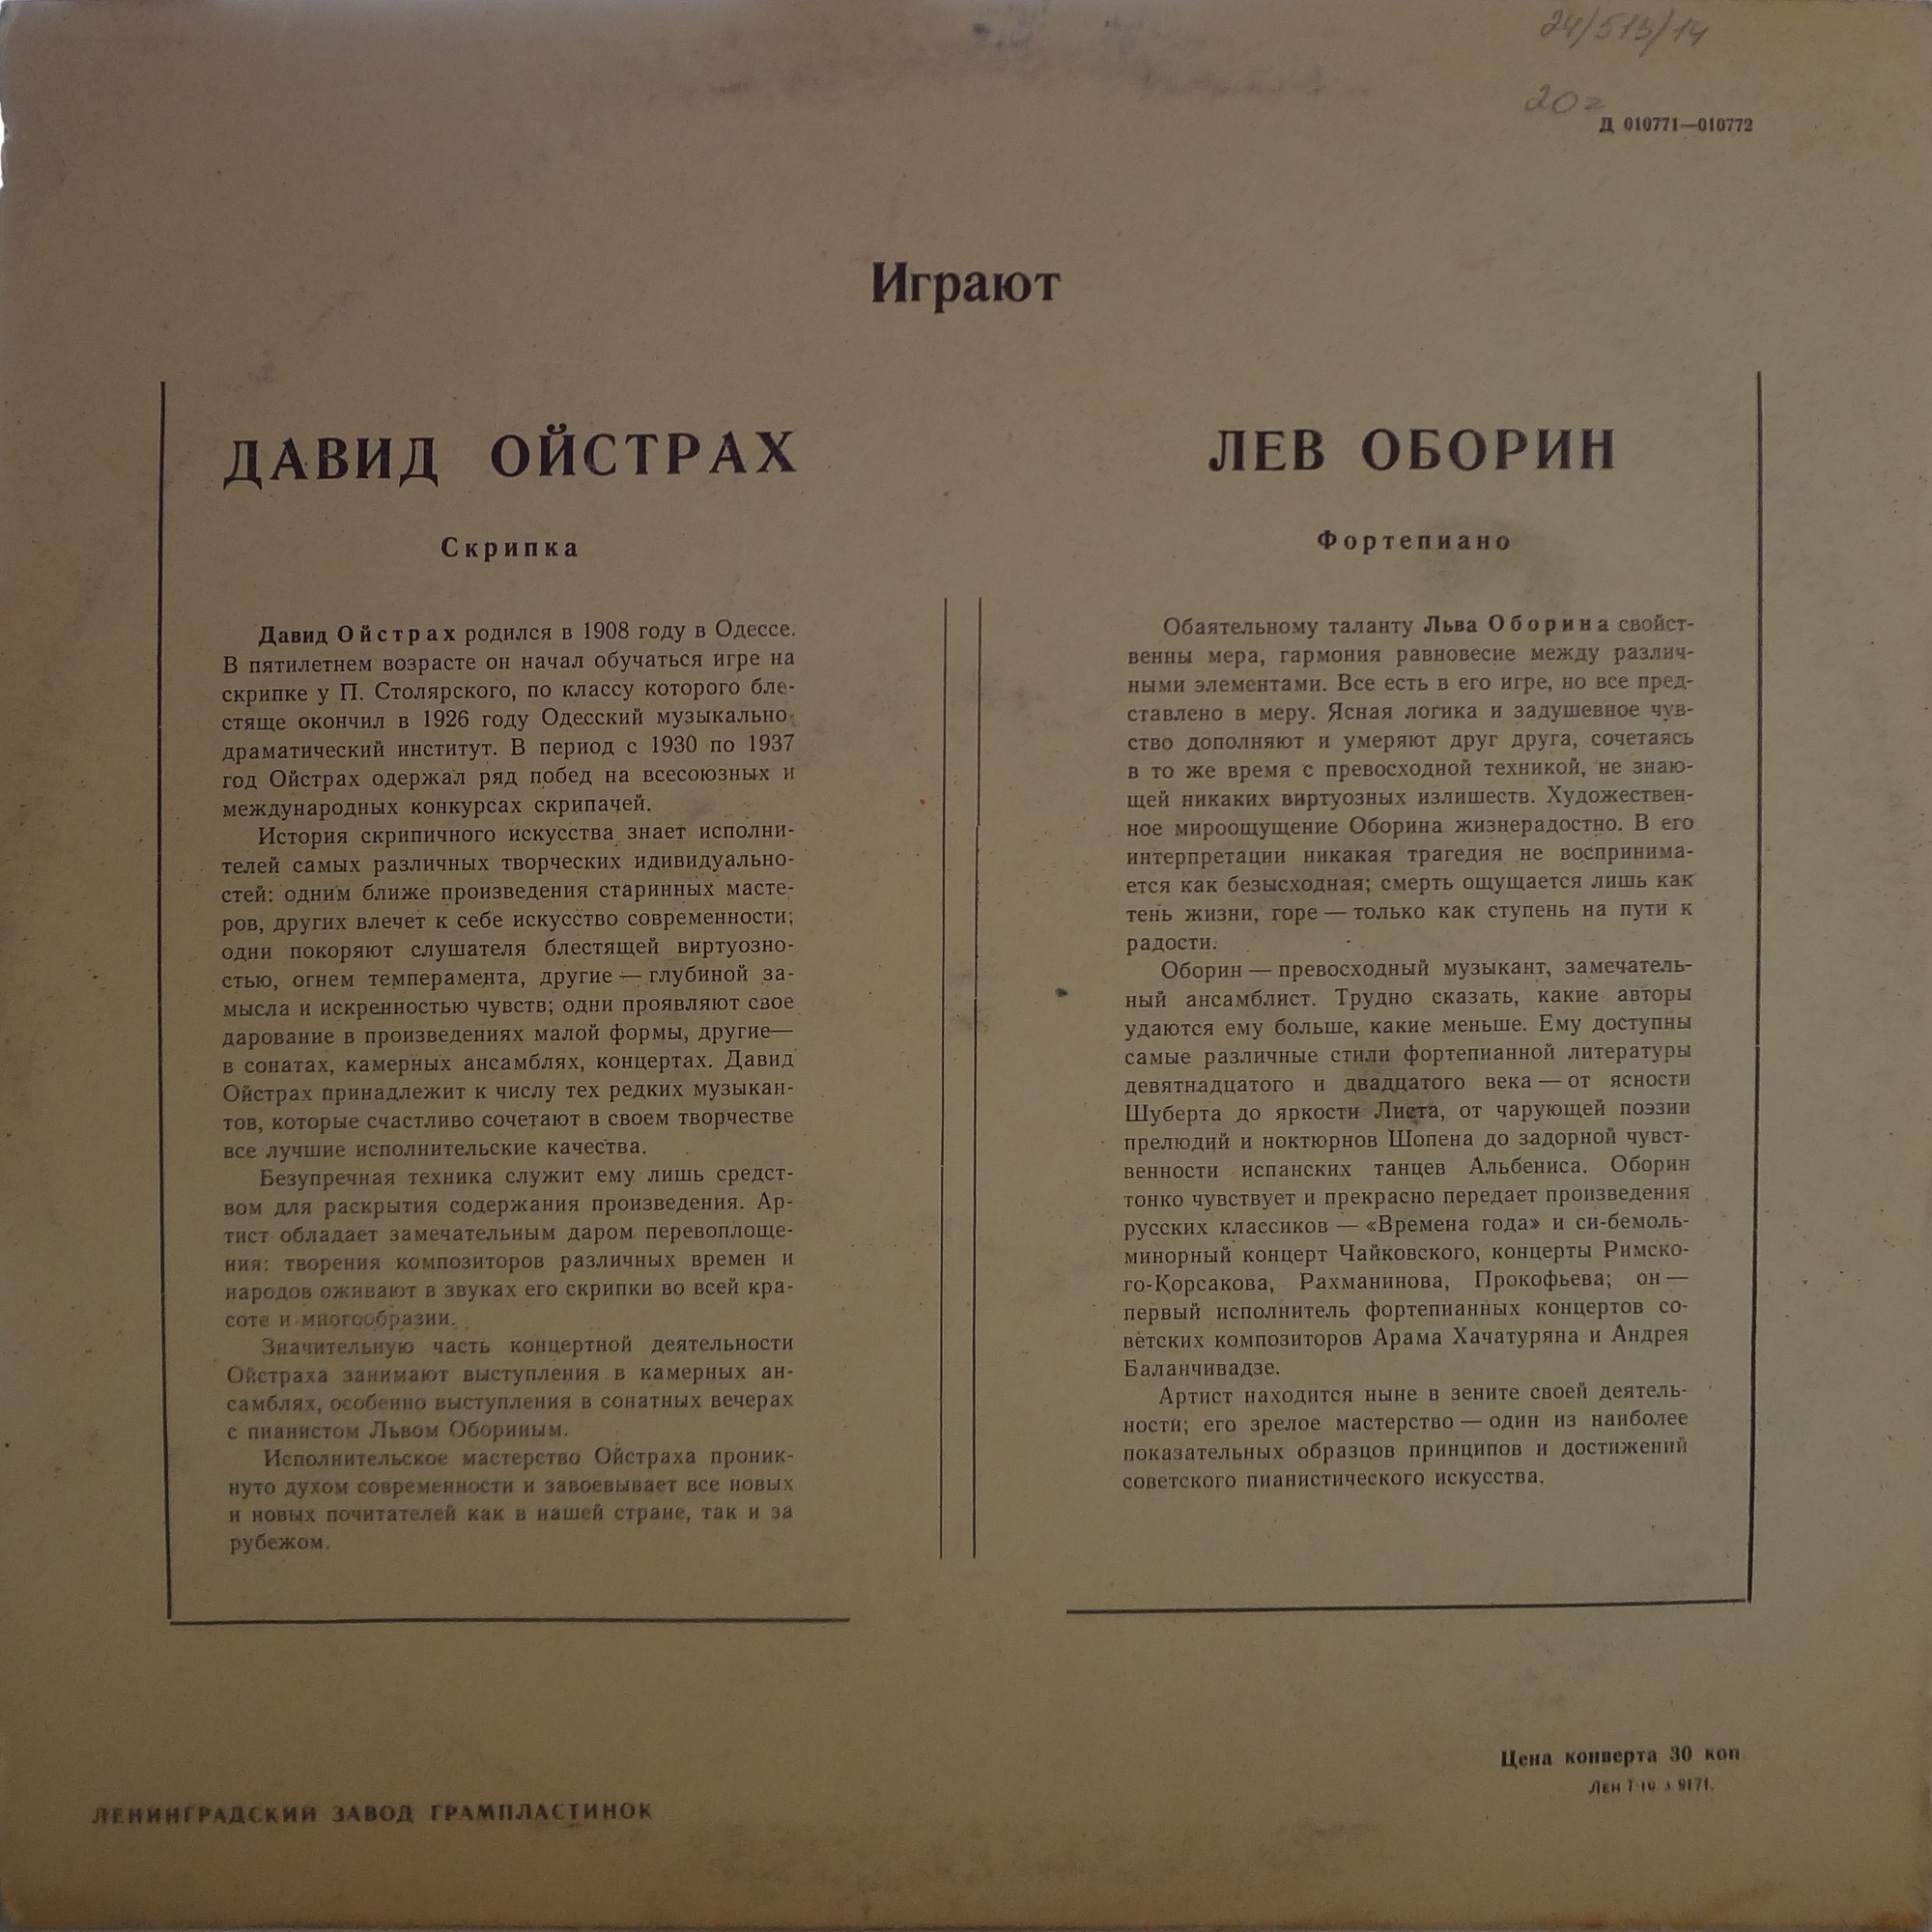 24/513/14
Д 010771—010772
Играют
ДАВИД ОЙСТРАХ
Скрипка
Давид Ойстрах родился в 1908 году в Одессе.
В пятилетнем возрасте он начал обучаться игре на
скрипке у П. Столярского, по классу которого бле-
стяще окончил в 1926 году Одесский музыкально-
драматический институт. В период с 1930 по 1937
год Ойстрах одержал ряд побед на всесоюзных и
международных конкурсах скрипачей.
История скрипичного искусства знает исполни-
телей самых различных творческих идивидуально-
стей: одним ближе произведения старинных масте-
ров, других влечет к себе искусство современности;
одни покоряют слушателя блестящей виртуозно-
стью, огнем темперамента, другие — глубиной за-
мысла и искренностью чувств; одни проявляют свое
дарование в произведениях малой формы, другие—
в сонатах, камерных ансамблях, концертах. Давид
Ойстрах принадлежит к числу тех редких музыкан-
тов, которые счастливо сочетают в своем творчестве
все лучшие исполнительские качества.
Безупречная техника служит ему лишь средст-
вом для раскрытия содержания произведения. Ар-
тист обладает замечательным даром перевоплоще-
ния: творения композиторов различных времен и
народов оживают в звуках его скрипки во всей кра-
соте и многообразии.
Значительную часть концертной деятельности
Ойстраха занимают выступления в камерных ан-
самблях, особенно выступления в сонатных вечерах
с пианистом Львом Обориным.
Исполнительское мастерство Ойстраха проник-
нуто духом современности и завоевывает все новых
и новых почитателей как в нашей стране, так и за
рубежом.
ЛЕВ ОБОРИН
Фортепиано
Обаятельному таланту Льва Оборина свойст-
венны мера, гармония равновесие между различ-
ными элементами. Все есть в его игре, но все пред-
ставлено в меру. Ясная логика и задушевное чув-
ство дополняют и умеряют друг друга, сочетаясь
в то же время с превосходной техникой, не знаю-
щей никаких виртуозных излишеств. Художествен-
ное мироощущение Оборина жизнерадостно. В его
интерпретации никакая трагедия не воспринима-
ется как безысходная; смерть ощущается лишь как
тень жизни, горе — только как ступень на пути к
радости.
Оборин — превосходный музыкант, замечатель-
ный ансамблист. Трудно сказать, какие авторы
удаются ему больше, какие меньше. Ему доступны
самые различные стили фортепианной литературы
девятнадцатого и двадцатого века — от ясности
Шуберта до яркости Листа, от чарующей поэзии
прелюдий и ноктюрнов Шопена до задорной чувст-
венности испанских танцев Альбениса. Оборин
тонко чувствует и прекрасно передает произведения
русских классиков — «Времена года» и си-бемоль-
минорный концерт Чайковского, концерты Римско-
го-Корсакова, Рахманинова, Прокофьева; он —
первый исполнитель фортепианных концертов со-
ветских композиторов Арама Хачатуряна и Андрея
Баланчивадзе.
Артист находится ныне в зените своей деятель-
ности; его зрелое мастерство — один из наиболее
показательных образцов принципов и достижений
советского пианистического искусства.
Цена конверта 30 коп
ЛЕНИНГРАДСКИЙ ЗАВОД ГРАМПЛАСТИНОК